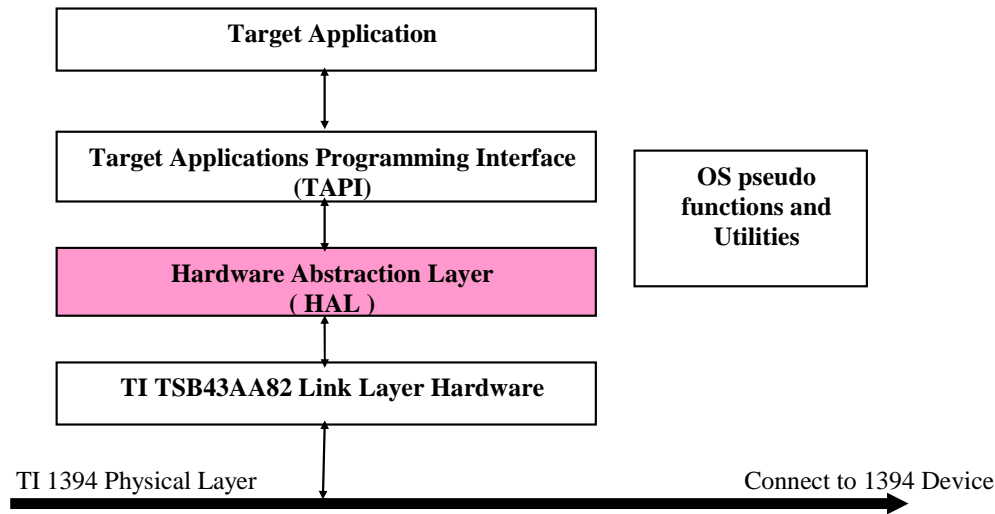 Target Application
Target Applications Programming Interface
(TAPI)
OS pseudo
functions and
Utilities
Hardware Abstraction Layer
( HAL )
TI TSB43AA82 Link Layer Hardware
TI 1394 Physical Layer
Connect to 1394 Device